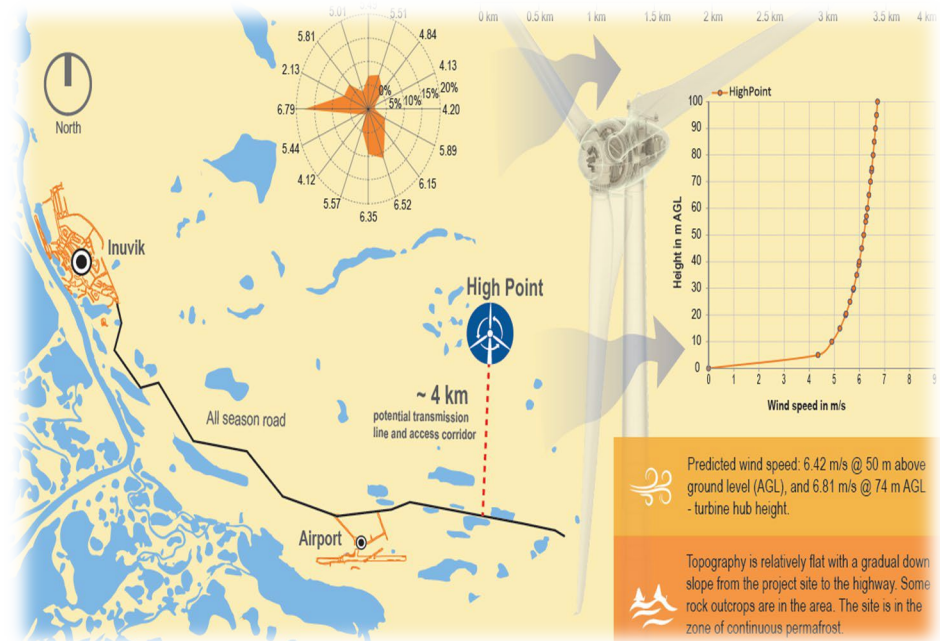 0 km 0.5 km 1 km 1.5 km 2 km 2.5 km 3 km 3.5 km 4 km
North
5.01
5.51
5.81
4.84
2.13
4.13
6.79
4.20
5.44
5.89
4.12
6.15
5.57
6.52
6.35
0% 5% 10% 15% 20%
HighPoint
Height in m AGL
100
90
80
70
60
50
40
30
20
10
0
0 1 2 3 4 5 6 7 8
Wind speed in m/s
Inuvik
High Point
~ 4 km
potential transmission
line and access corridor
All season road
Airport
Predicted wind speed: 6.42 m/s @ 50 m above
ground level (AGL), and 6.81 m/s @ 74 m AGL
- turbine hub height.
Topography is relatively flat with a gradual down
slope from the project site to the highway. Some
rock outcrops are in the area. The site is in the
zone of continuous permafrost.